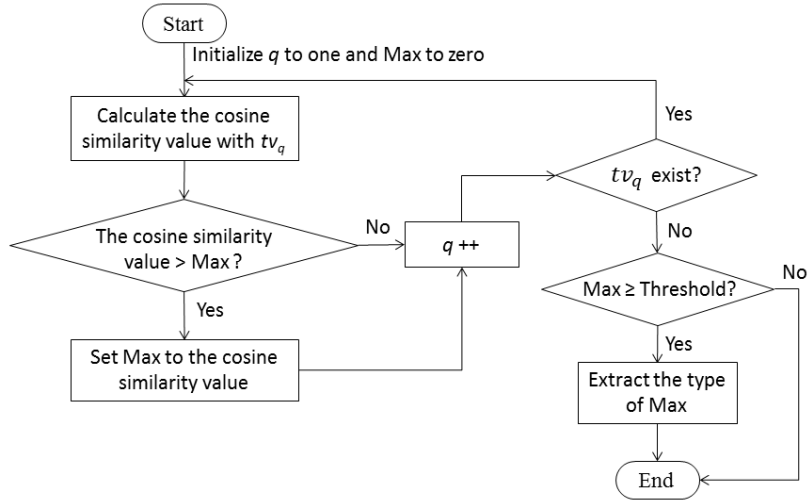 Start
Initialize q to one and Max to zero
Calculate the cosine
similarity value with tv_q
Yes
tv_q exist?
The cosine similarity
value > Max?
No
q ++
No
Max ≥ Threshold?
No
Yes
Set Max to the cosine
similarity value
Yes
Extract the type
of Max
End